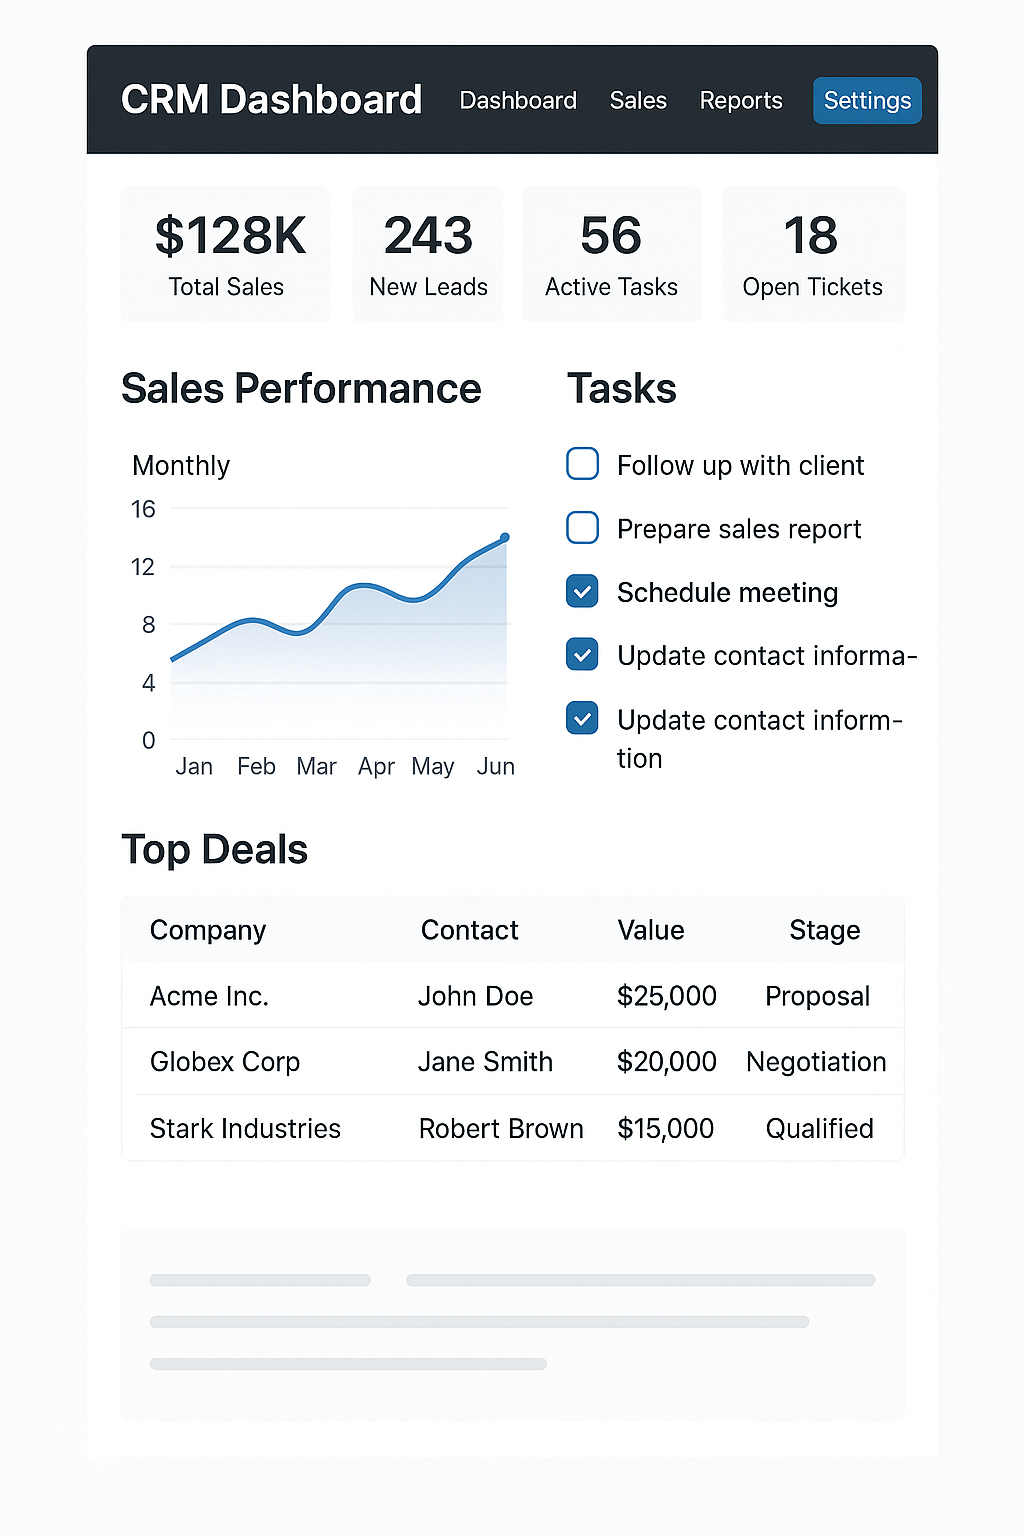 CRM Dashboard Dashboard Sales Reports Settings
$128K 243 56 18
Total Sales New Leads Active Tasks Open Tickets
Sales Performance
Monthly
16
12
8
4
0
Jan Feb Mar Apr May Jun
Tasks
Follow up with client
Prepare sales report
Schedule meeting
Update contact informa-
Update contact inform-
tion
Top Deals
Company Contact Value Stage
Acme Inc. John Doe $25,000 Proposal
Globex Corp Jane Smith $20,000 Negotiation
Stark Industries Robert Brown $15,000 Qualified